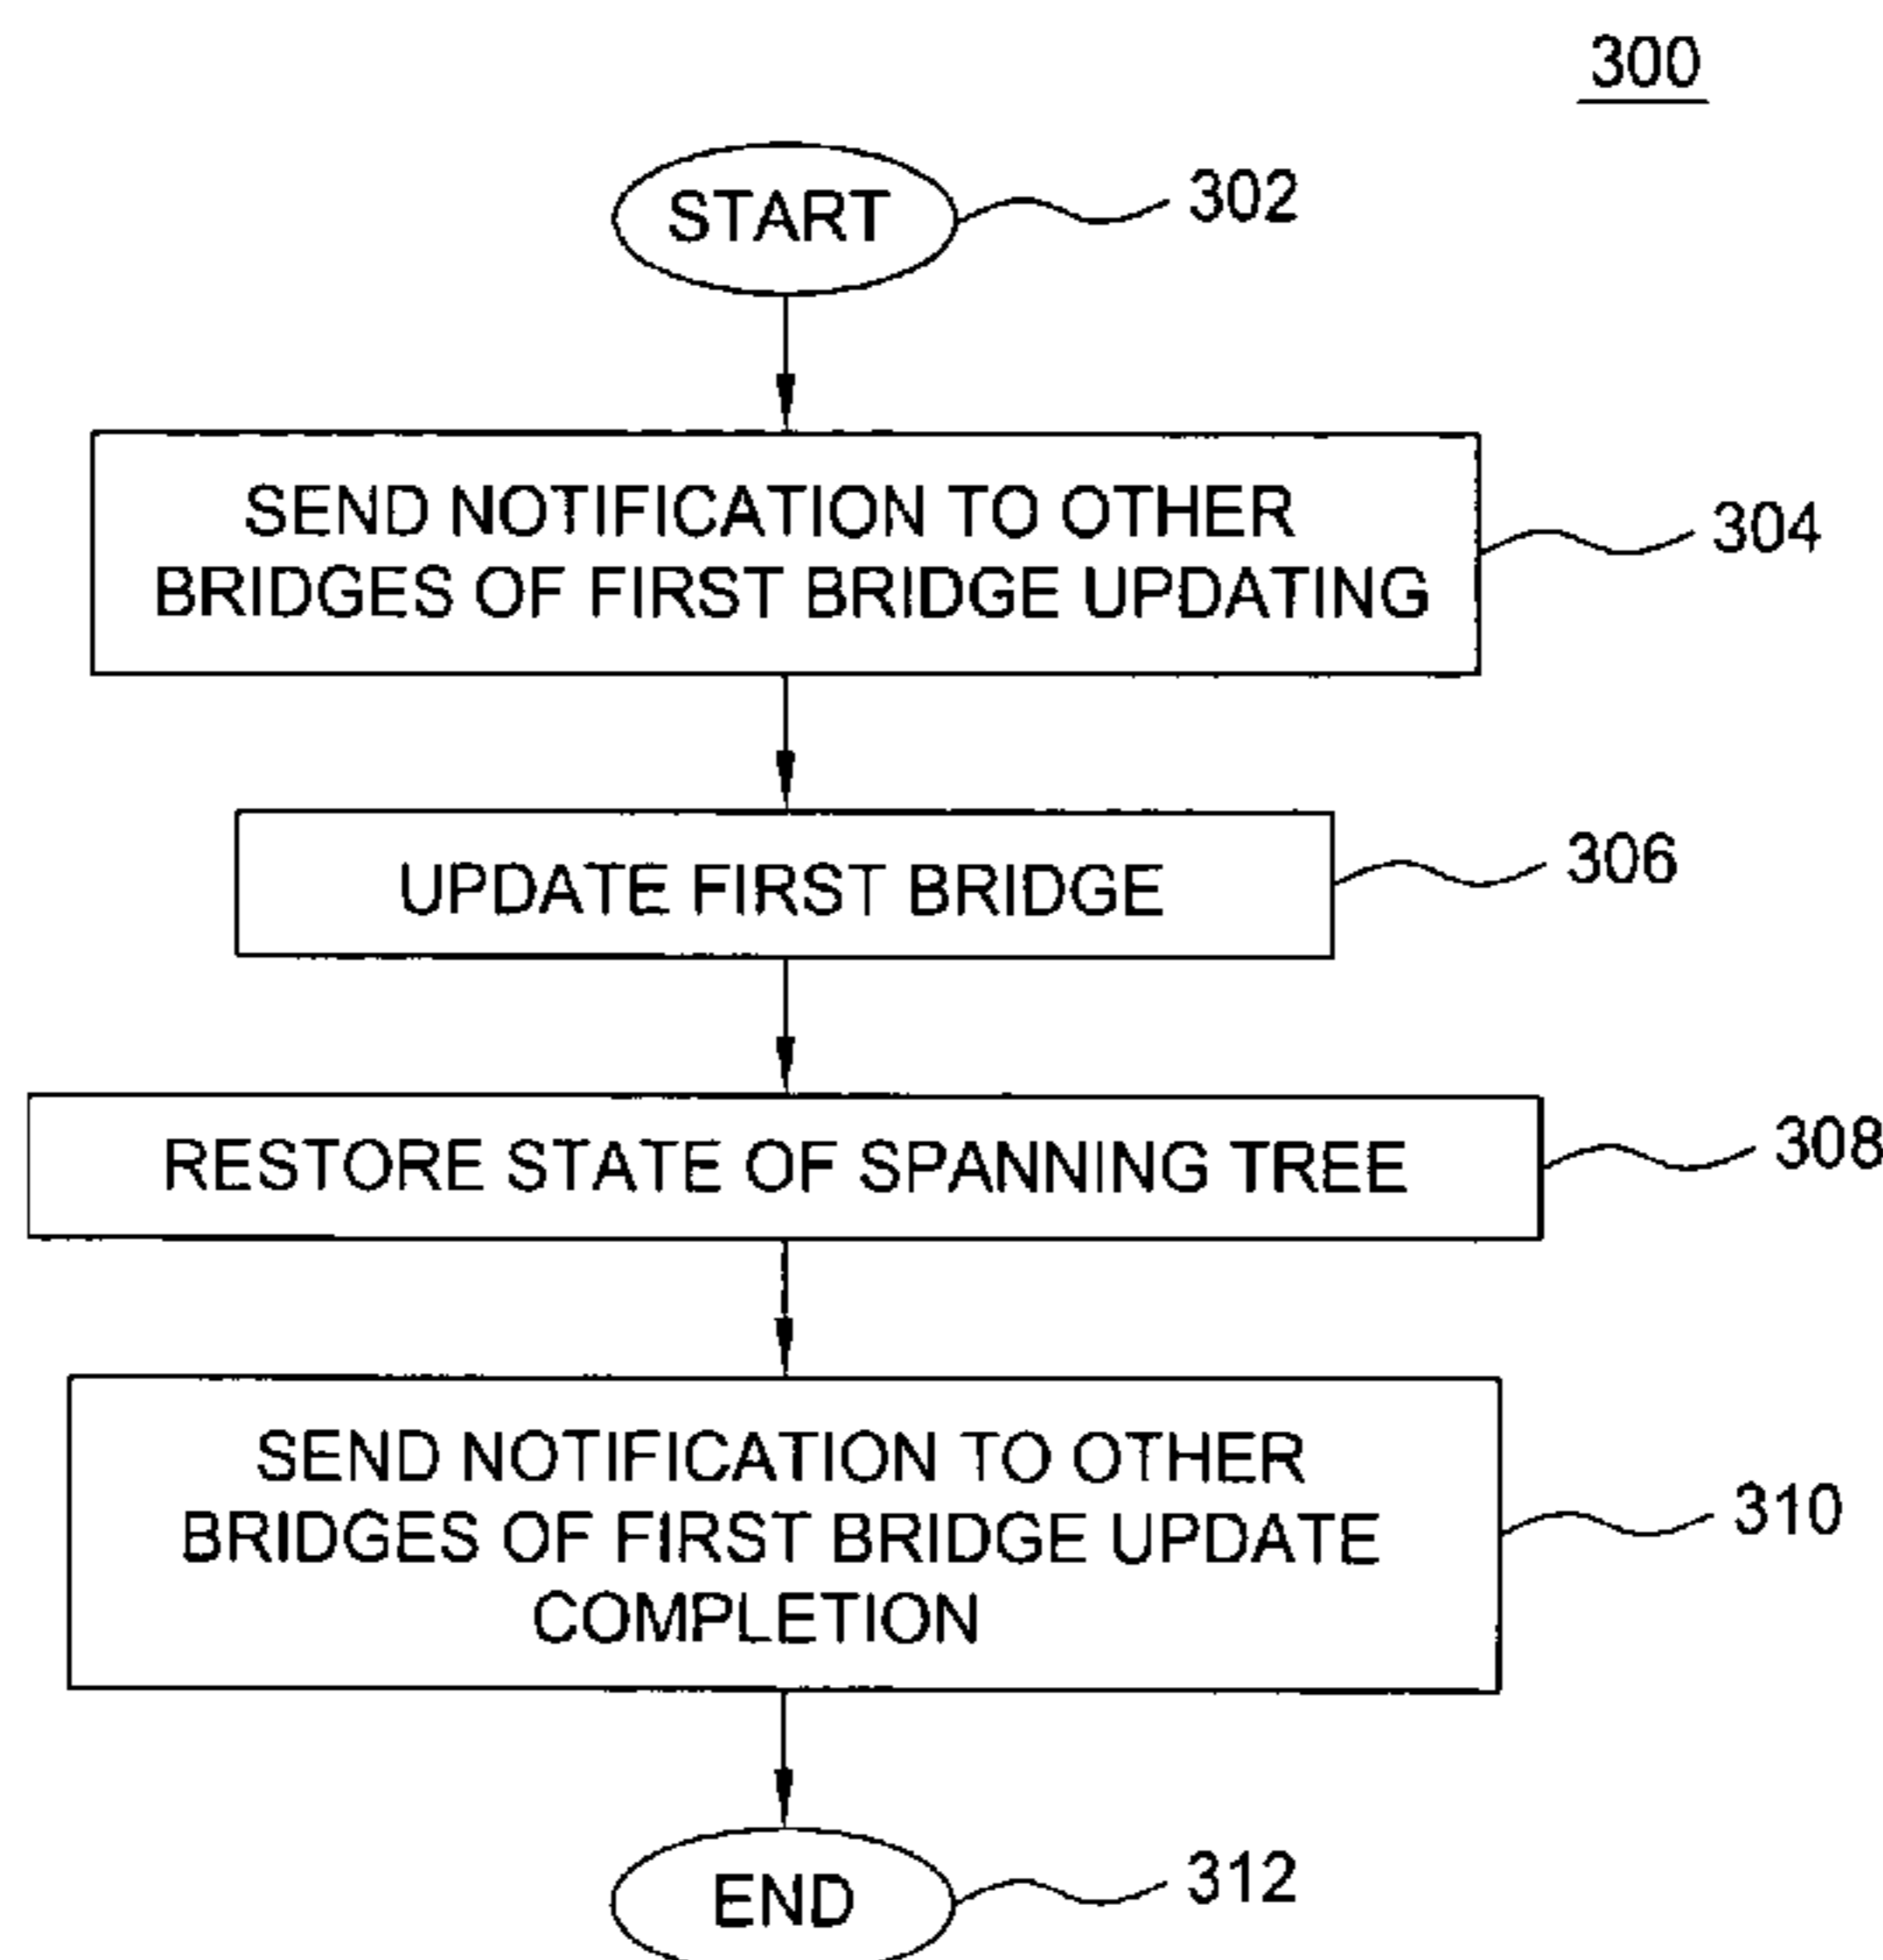 300
START
302
SEND NOTIFICATION TO OTHER
BRIDGES OF FIRST BRIDGE UPDATING
304
UPDATE FIRST BRIDGE
306
RESTORE STATE OF SPANNING TREE
308
SEND NOTIFICATION TO OTHER
BRIDGES OF FIRST BRIDGE UPDATE
COMPLETION
310
END
312